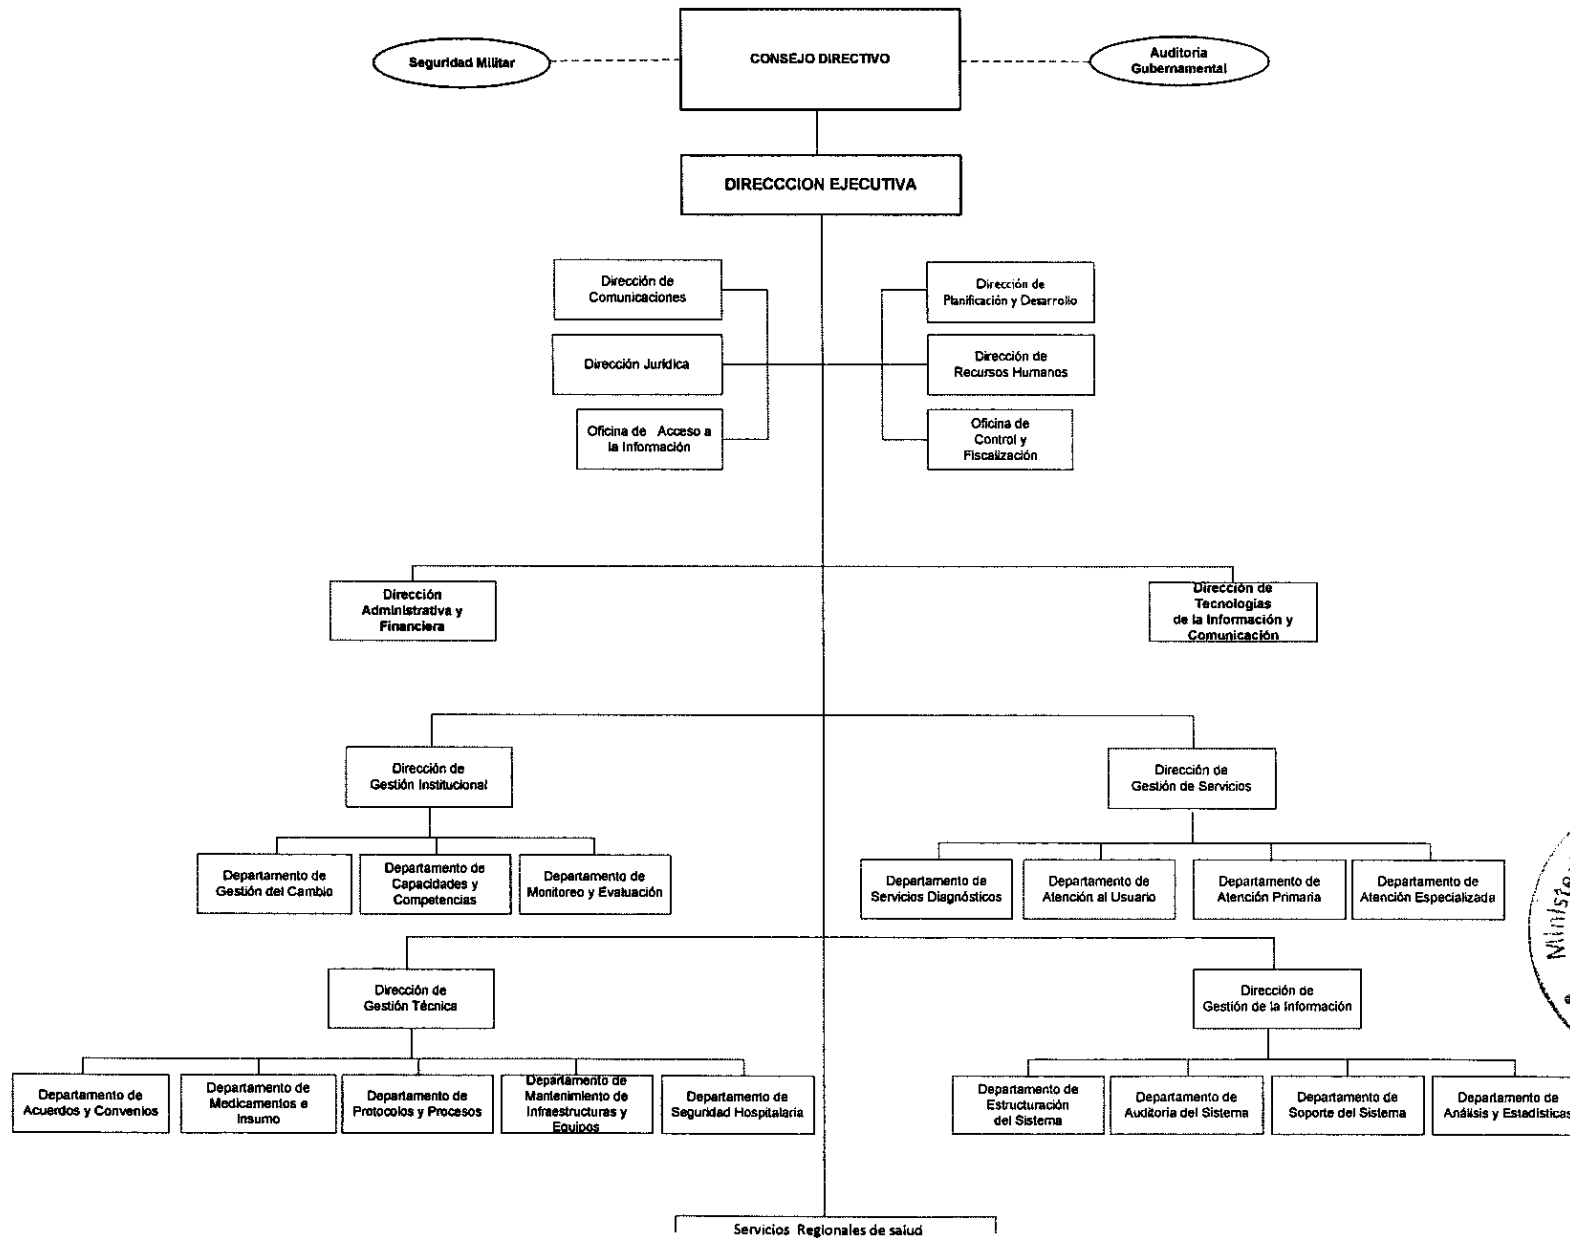 Seguridad Militar
CONSEJO DIRECTIVO
Auditoria
Gubernamental
DIRECCCION EJECUTIVA
Dirección de
Comunicaciones
Dirección de
Planificación y Desarrollo
Dirección Jurídica
Dirección de
Recursos Humanos
Oficina de Acceso a
la Información
Oficina de
Control y
Fiscalización
Dirección
Administrativa y
Financiera
Dirección de
Tecnologías
de la Información y
Comunicación
Dirección de
Gestión Institucional
Dirección de
Gestión de Servicios
Departamento de
Gestión del Cambio
Departamento de
Capacidades y
Competencias
Departamento de
Monitoreo y Evaluación
Departamento de
Servicios Diagnósticos
Departamento de
Atención al Usuario
Departamento de
Atención Primaria
Departamento de
Atención Especializada
Dirección de
Gestión Técnica
Dirección de
Gestión de la Información
Departamento de
Acuerdos y Convenios
Departamento de
Medicamentos e
Insumo
Departamento de
Protocolos y Procesos
Departamento de
Mantenimiento de
Infraestructuras y
Equipos
Departamento de
Seguridad Hospitalaria
Departamento de
Estructuración
del Sistema
Departamento de
Auditoria del Sistema
Departamento de
Soporte del Sistema
Departamento de
Análisis y Estadísticas
Servicios Regionales de salud